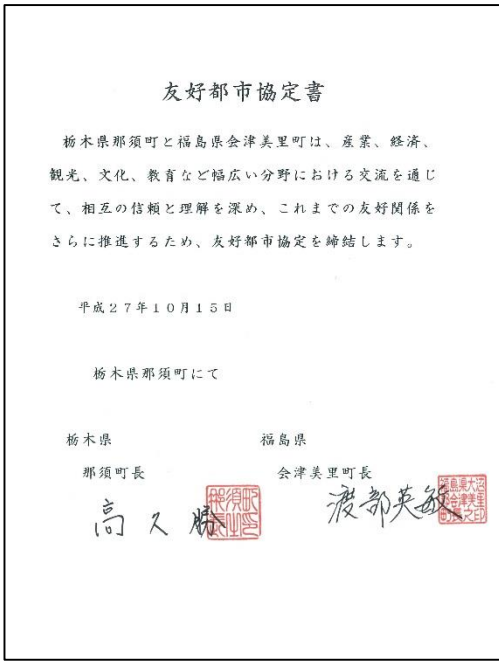 友好都市協定書
栃木県那須町と福島県会津美里町は、産業、経済、
観光、文化、教育など幅広い分野における交流を通じ
て、相互の信頼と理解を深め、これまでの友好関係を
さらに推進するため、友好都市協定を締結します。
平成27年10月15日
栃木県那須町にて
栃木県
那須町長
高久勝
福島県
会津美里町長
渡部英敏